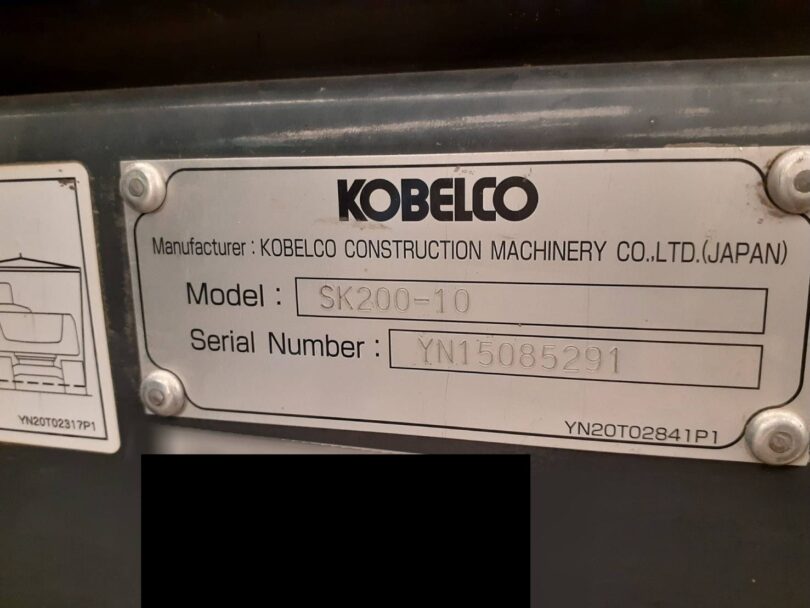 KOBELCO
Manufacturer : KOBELCO CONSTRUCTION MACHINERY CO.,LTD.(JAPAN)
Model : SK200-10
Serial Number : YN15085291
YN20T02841P1
YN20T02317P1